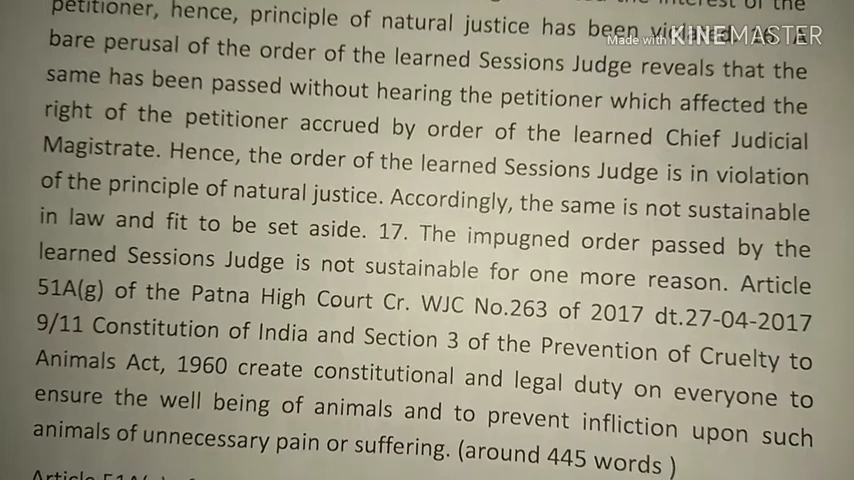 petitioner, hence, principle of natural justice has been violated. 16. A
Made with KINEMASTER
bare perusal of the order of the learned Sessions Judge reveals that the
same has been passed without hearing the petitioner which affected the
right of the petitioner accrued by order of the learned Chief Judicial
Magistrate. Hence, the order of the learned Sessions Judge is in violation
of the principle of natural justice. Accordingly, the same is not sustainable
in law and fit to be set aside. 17. The impugned order passed by the
learned Sessions Judge is not sustainable for one more reason. Article
51A(g) of the Patna High Court Cr. WJC No.263 of 2017 dt.27-04-2017
9/11 Constitution of India and Section 3 of the Prevention of Cruelty to
Animals Act, 1960 create constitutional and legal duty on everyone to
ensure the well being of animals and to prevent infliction upon such
animals of unnecessary pain or suffering. (around 445 words )